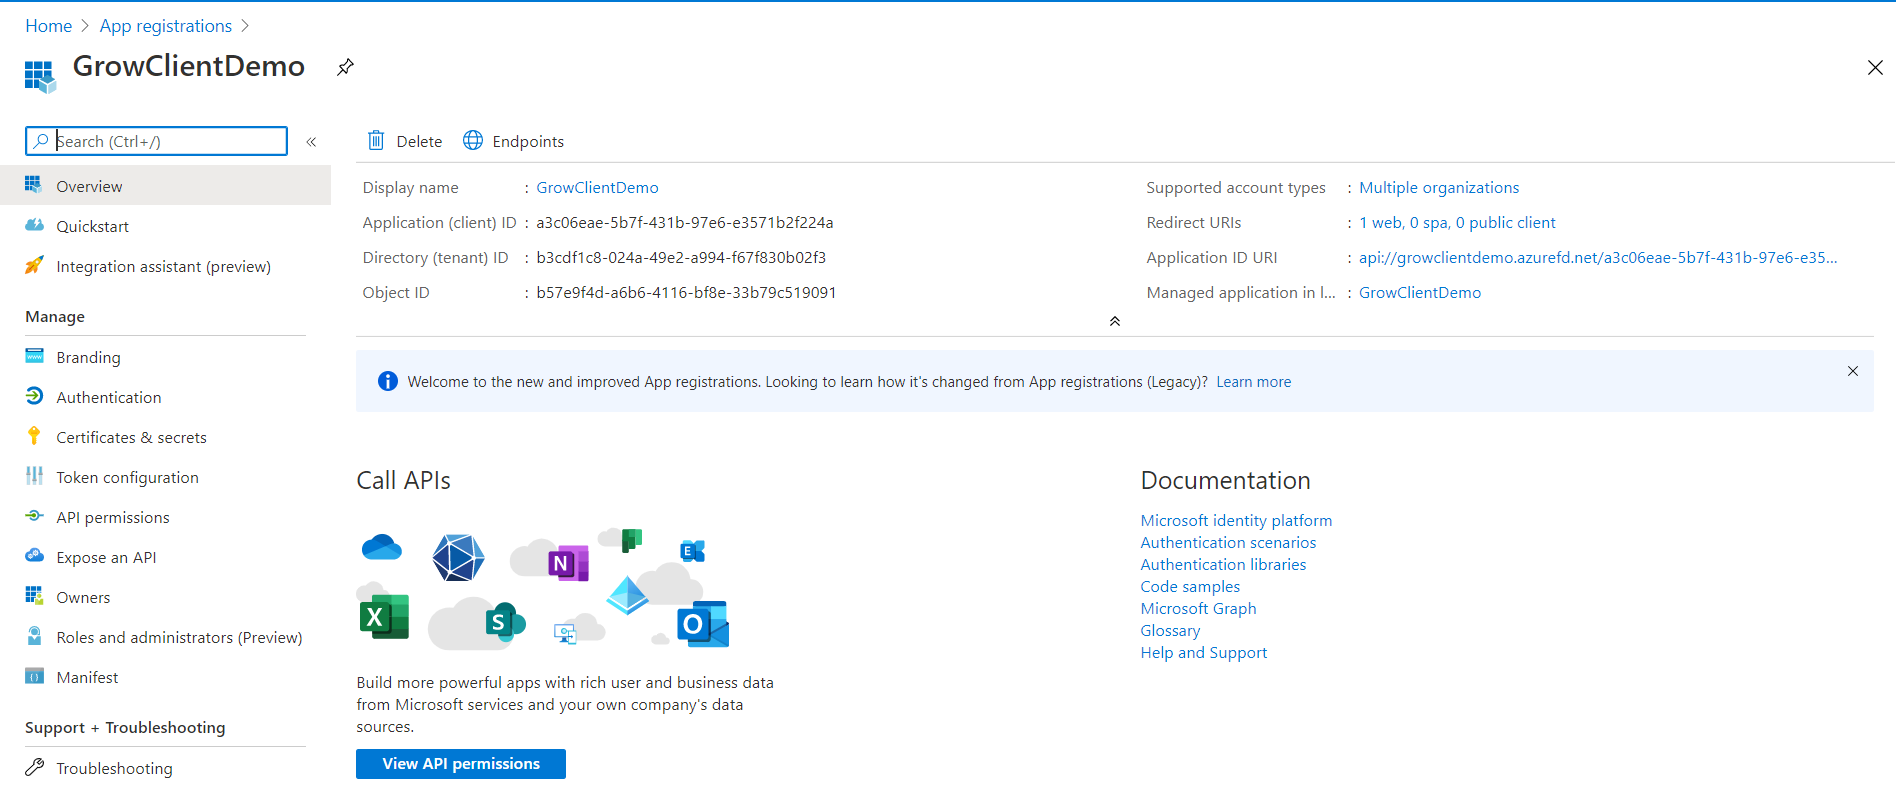 Home > App registrations >
GrowClientDemo
Search (Ctrl+/)
«
Overview
Quickstart
Integration assistant (preview)
Manage
Branding
Authentication
Certificates & secrets
Token configuration
API permissions
Expose an API
Owners
Roles and administrators (Preview)
Manifest
Support + Troubleshooting
Troubleshooting
Delete Endpoints
Display name : GrowClientDemo
Application (client) ID : a3c06eae-5b7f-431b-97e6-e3571b2f224a
Directory (tenant) ID : b3cdf1c8-024a-49e2-a994-f67f830b02f3
Object ID : b57e9f4d-a6b6-4116-bf8e-33b79c519091
Supported account types : Multiple organizations
Redirect URIs : 1 web, 0 spa, 0 public client
Application ID URI : api://growclientdemo.azurefd.net/a3c06eae-5b7f-431b-97e6-e35...
Managed application in l... : GrowClientDemo
Welcome to the new and improved App registrations. Looking to learn how it's changed from App registrations (Legacy)? Learn more
Call APIs
N
E
X
S
O
Build more powerful apps with rich user and business data
from Microsoft services and your own company's data
sources.
View API permissions
Documentation
Microsoft identity platform
Authentication scenarios
Authentication libraries
Code samples
Microsoft Graph
Glossary
Help and Support